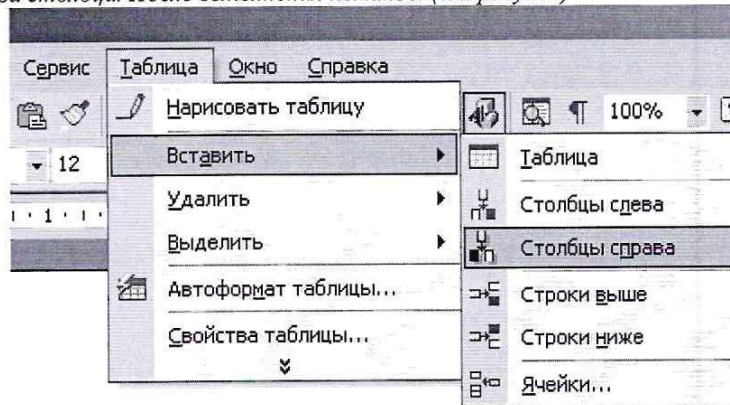 Сервис Таблица Окно Справка
Нарисовать таблицу
100%
12
Вставить
Таблица
Удалить
Столбцы слева
1
Выделить
Столбцы справа
Автоформат таблицы...
Строки выше
Свойства таблицы...
Строки ниже
Ячейки...